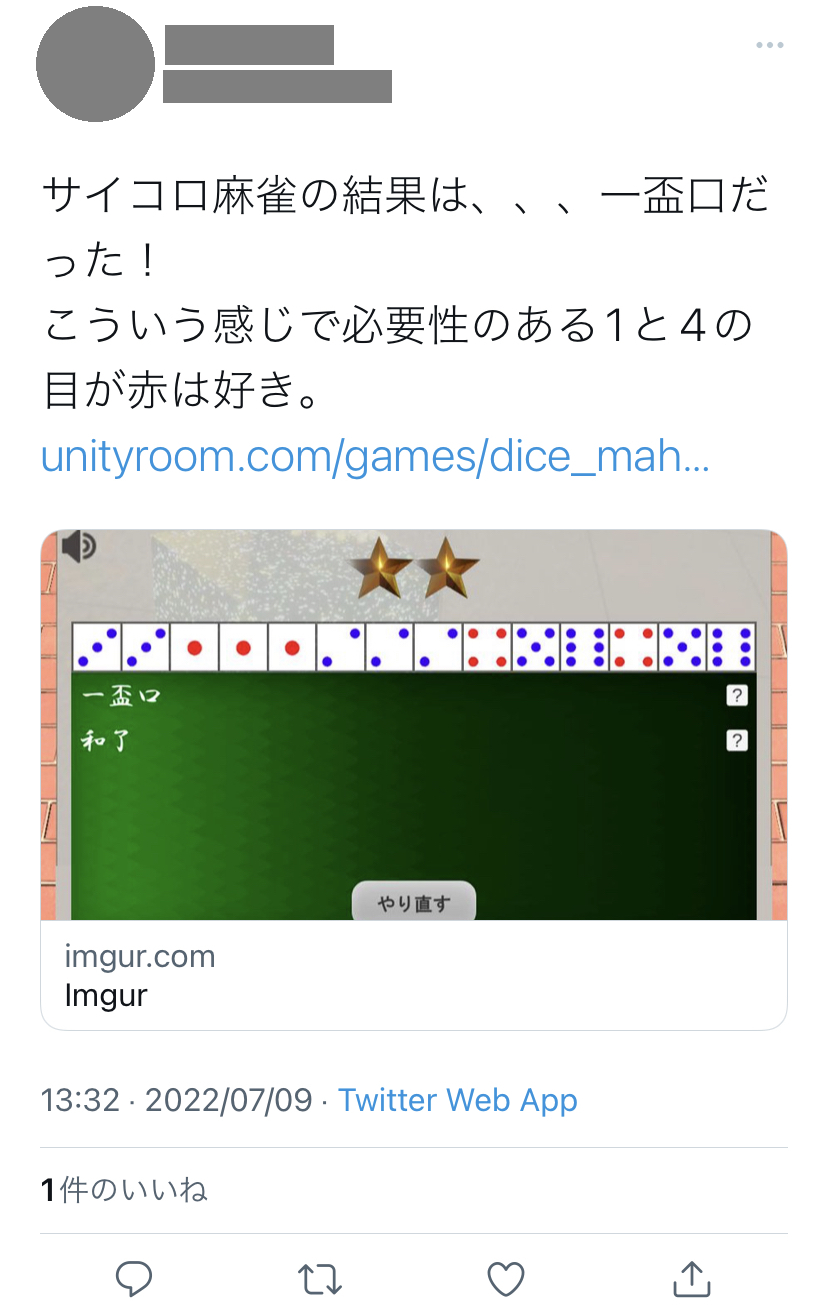 サイコロ麻雀の結果は、、、一盃口だ
った！
こういう感じで必要性のある1と４の
目が赤は好き。
unityroom.com/games/dice_mah...
一盃口
?
和了
?
やり直す
imgur.com
Imgur
13:32 · 2022/07/09 · Twitter Web App
1件のいいね